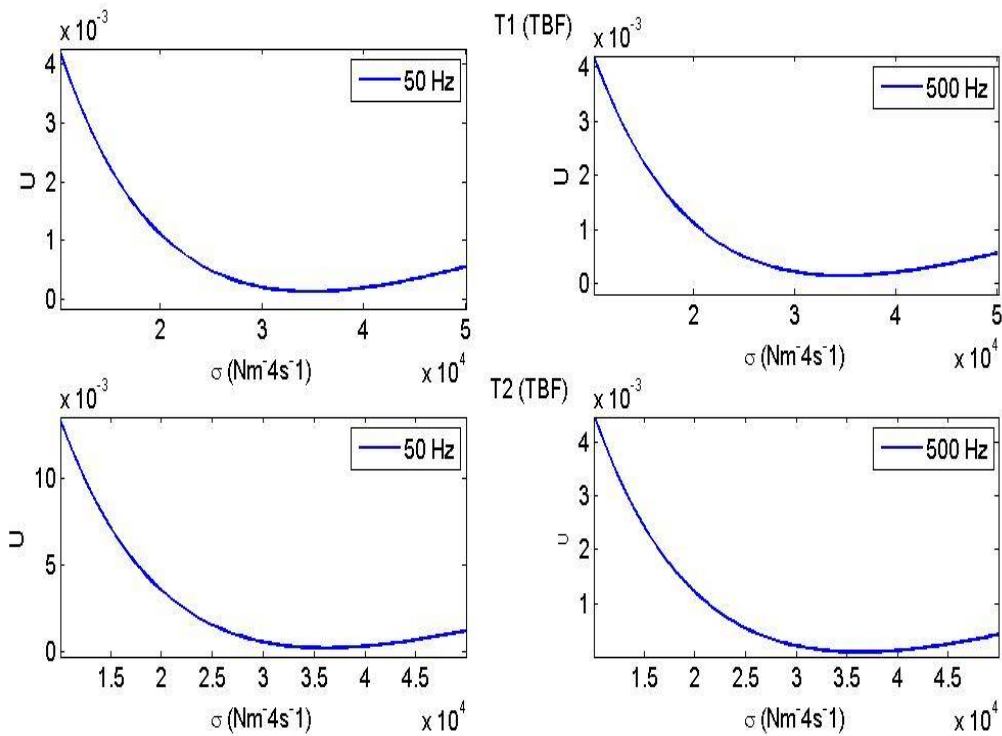 x 10⁻³
T1 (TBF)
x 10⁻³
4
3
2
1
0
U
50 Hz
2
3
4
5
σ (Nm⁻4s⁻1)
x 10⁴
4
3
2
1
0
U
500 Hz
2
3
4
5
σ (Nm⁻4s⁻1)
x 10⁴
x 10⁻³
T2 (TBF)
x 10⁻³
10
5
0
U
50 Hz
1.5
2
2.5
3
3.5
4
4.5
σ (Nm⁻4s⁻1)
x 10⁴
4
3
2
1
U
500 Hz
1.5
2
2.5
3
3.5
4
4.5
σ (Nm⁻4s⁻1)
x 10⁴